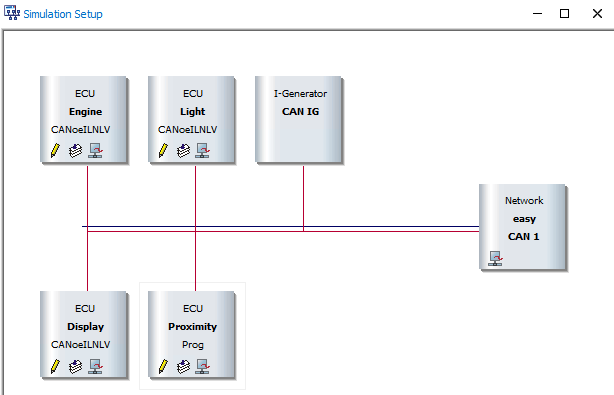 Simulation Setup
ECU
Engine
CANoeILNLV
ECU
Light
CANoeILNLV
I-Generator
CAN IG
Network
easy
CAN 1
ECU
Display
CANoeILNLV
ECU
Proximity
Prog